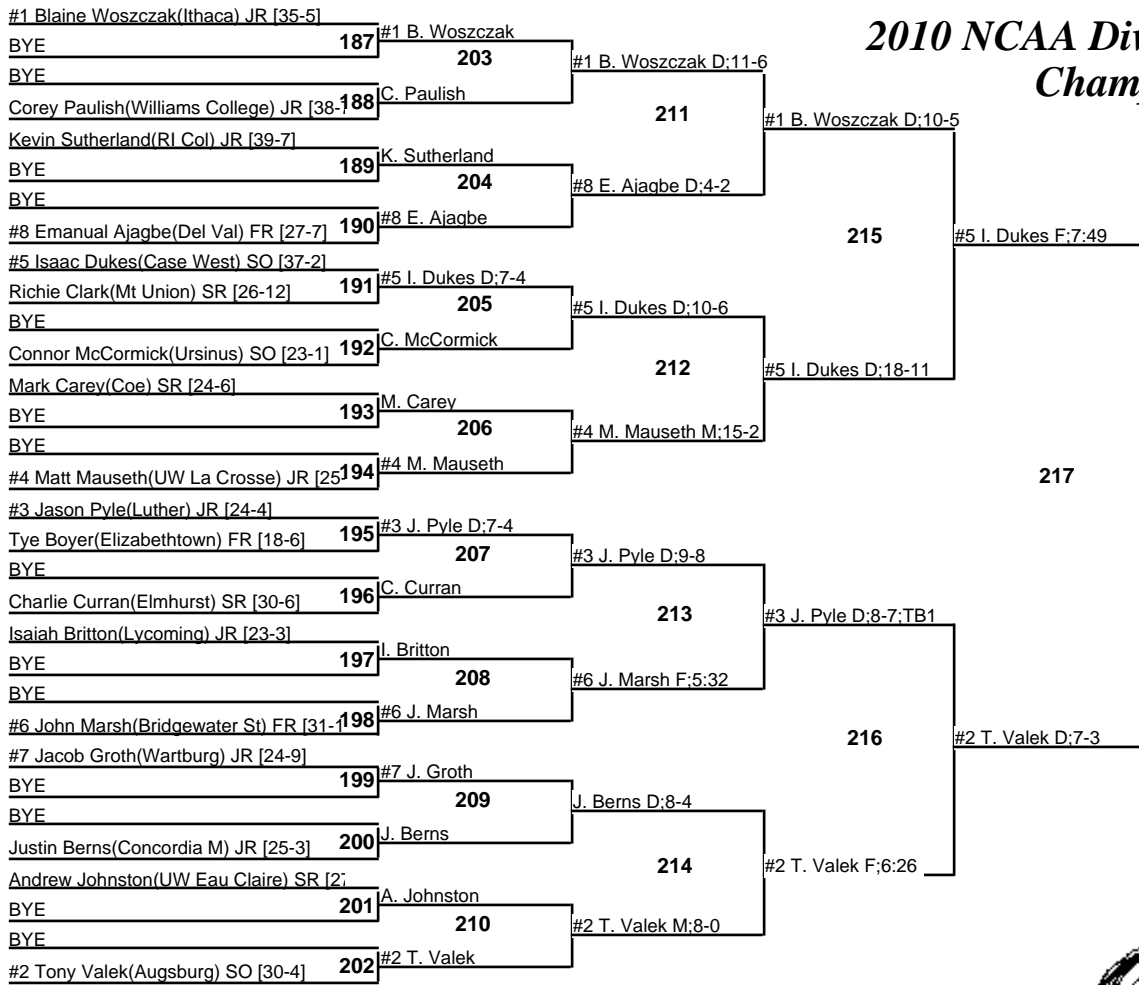 2010 NCAA Div
Champ
#1 Blaine Woszczak(Ithaca) JR [35-5]
BYE
187
BYE
Corey Paulish(Williams College) JR [38-
188
Kevin Sutherland(RI Col) JR [39-7]
BYE
189
BYE
#8 Emanual Ajagbe(Del Val) FR [27-7]
190
#5 Isaac Dukes(Case West) SO [37-2]
Richie Clark(Mt Union) SR [26-12]
191
BYE
Connor McCormick(Ursinus) SO [23-1]
192
Mark Carey(Coe) SR [24-6]
BYE
193
BYE
#4 Matt Mauseth(UW La Crosse) JR [25-
194
#3 Jason Pyle(Luther) JR [24-4]
Tye Boyer(Elizabethtown) FR [18-6]
195
BYE
Charlie Curran(Elmhurst) SR [30-6]
196
Isaiah Britton(Lycoming) JR [23-3]
BYE
197
BYE
#6 John Marsh(Bridgewater St) FR [31-1
198
#7 Jacob Groth(Wartburg) JR [24-9]
BYE
199
BYE
Justin Berns(Concordia M) JR [25-3]
200
Andrew Johnston(UW Eau Claire) SR [27
BYE
201
BYE
#2 Tony Valek(Augsburg) SO [30-4]
202
#1 B. Woszczak
203
C. Paulish
K. Sutherland
204
#8 E. Ajagbe
#5 I. Dukes D;7-4
205
C. McCormick
M. Carey
206
#4 M. Mauseth
#3 J. Pyle D;7-4
207
C. Curran
I. Britton
208
#6 J. Marsh
#7 J. Groth
209
J. Berns
A. Johnston
210
#2 T. Valek
#1 B. Woszczak D;11-6
211
#8 E. Ajagbe D;4-2
#5 I. Dukes D;10-6
212
#4 M. Mauseth M;15-2
#3 J. Pyle D;9-8
213
#6 J. Marsh F;5:32
J. Berns D;8-4
214
#2 T. Valek M;8-0
#1 B. Woszczak D;10-5
215
#5 I. Dukes D;18-11
#3 J. Pyle D;8-7;TB1
216
#2 T. Valek F;6:26
#5 I. Dukes F;7:49
217
#2 T. Valek D;7-3